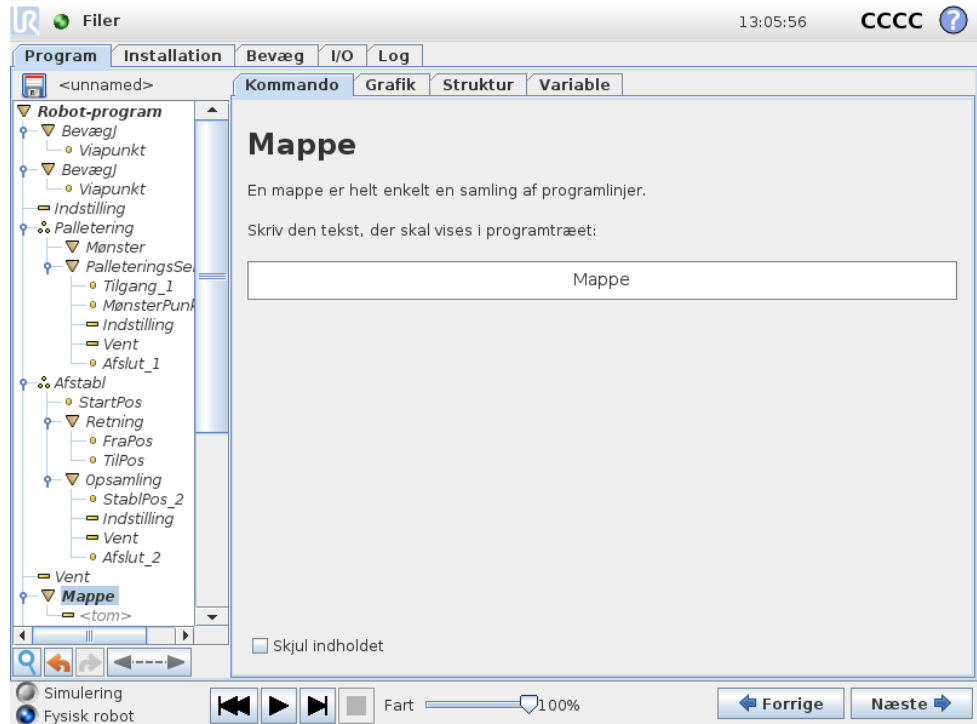 UR Filer 13:05:56 CCCC ?
Program Installation Bevæg I/O Log
<unnamed>
Kommando Grafik Struktur Variable
Robot-program
BevægJ
Viapunkt
BevægJ
Viapunkt
Indstilling
Palletering
Mønster
PalleteringsSe
Tilgang_1
MønsterPunk
Indstilling
Vent
Afslut_1
Afstabl
StartPos
Retning
FraPos
TilPos
Opsamling
StablPos_2
Indstilling
Vent
Afslut_2
Vent
Mappe
<tom>
Mappe
En mappe er helt enkelt en samling af programlinjer.
Skriv den tekst, der skal vises i programtræet:
Mappe
Skjul indholdet
Simulering
Fysisk robot
Fart 100%
Forrige Næste